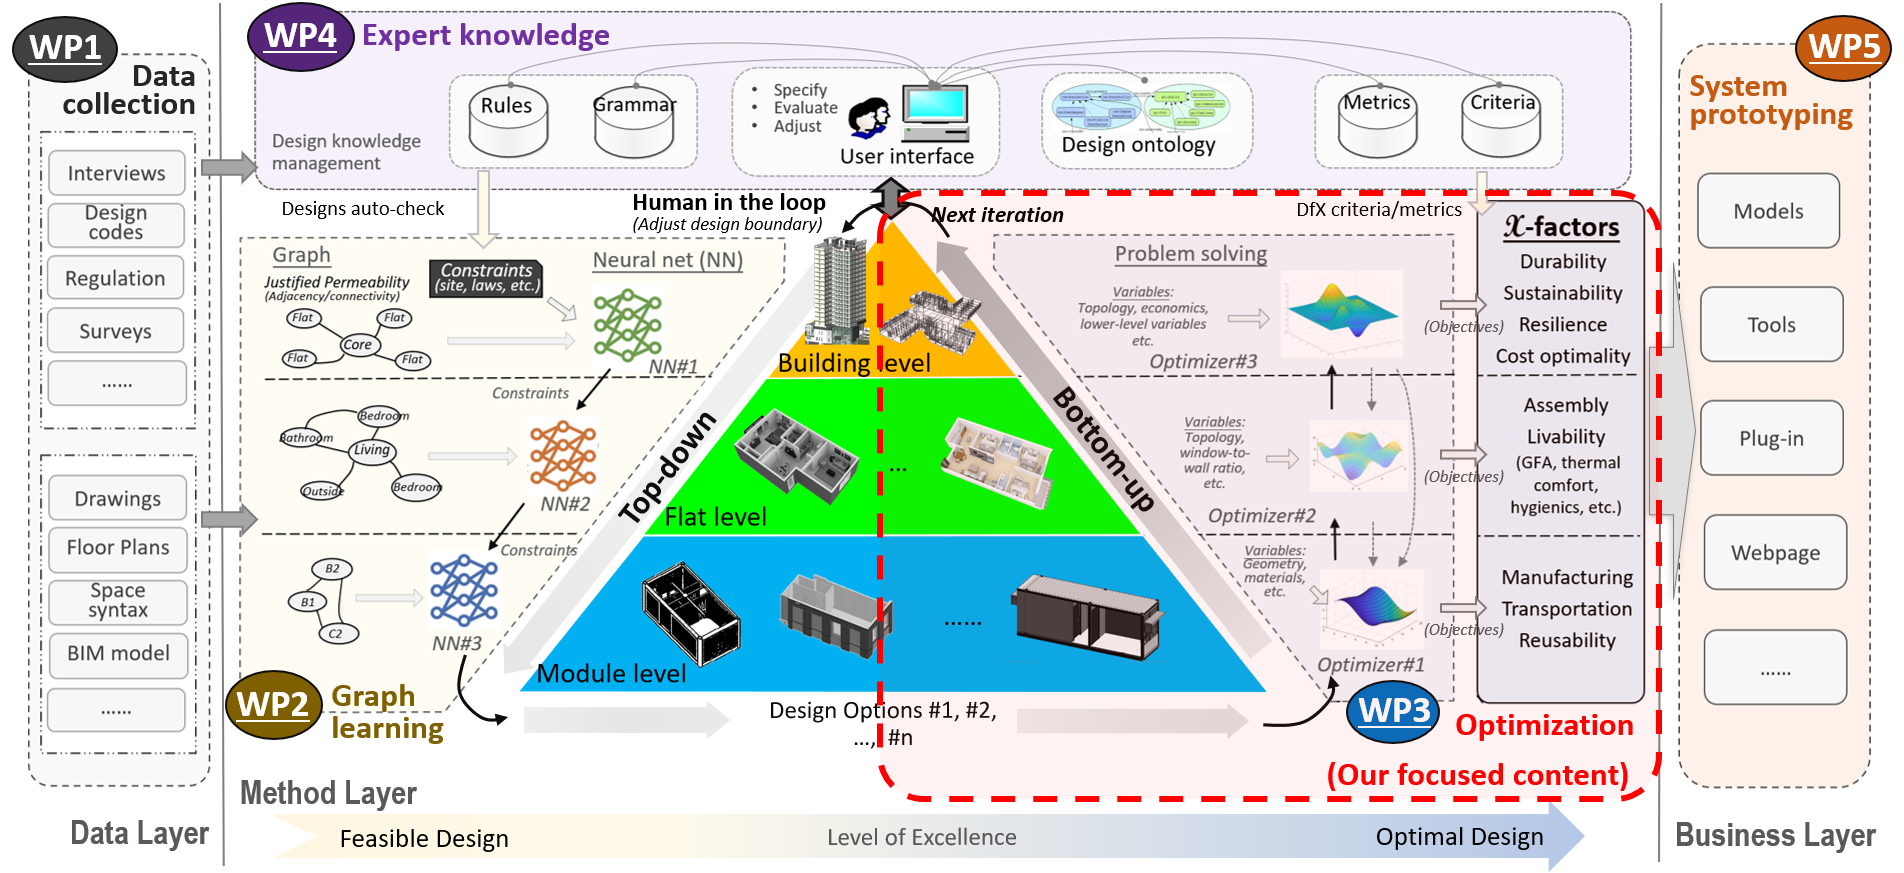 WP1
Data
collection
Interviews
Design
codes
Regulation
Surveys
......
Drawings
Floor Plans
Space
syntax
BIM model
......
Data Layer
WP4
Expert knowledge
Design knowledge
management
Rules
Grammar
• Specify
• Evaluate
• Adjust
User interface
Design ontology
Metrics
Criteria
Designs auto-check
Human in the loop
(Adjust design boundary)
Next iteration
DfX criteria/metrics
Graph
Justified Permeability
(Adjacency/connectivity)
Constraints
(site, laws, etc.)
Neural net (NN)
Flat
Flat
Core
Flat
Flat
NN#1
Constraints
Bedroom
Bathroom
Living
Outside
Bedroom
NN#2
Constraints
B2
B1
C2
NN#3
WP2
Graph
learning
Top-down
Bottom-up
Building level
Flat level
...
Module level
......
Design Options #1, #2,
..., #n
Problem solving
Variables:
Topology, economics,
lower-level variables
etc.
Optimizer#3
(Objectives)
Variables:
Topology,
window-to-
wall ratio,
etc.
Optimizer#2
(Objectives)
Variables:
Geometry,
materials,
etc.
Optimizer#1
(Objectives)
𝒳-factors
Durability
Sustainability
Resilience
Cost optimality
Assembly
Livability
(GFA, thermal
comfort,
hygienics, etc.)
Manufacturing
Transportation
Reusability
WP3
Optimization
(Our focused content)
Method Layer
Feasible Design
Level of Excellence
Optimal Design
WP5
System
prototyping
Models
Tools
Plug-in
Webpage
......
Business Layer